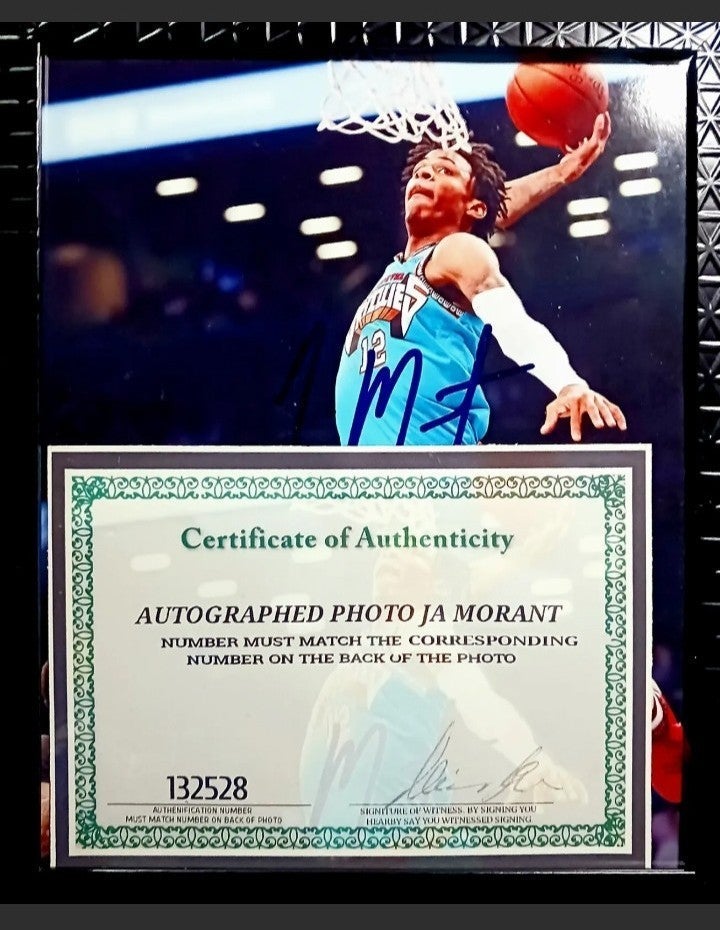 GRIZZLIES
12
Certificate of Authenticity
AUTOGRAPHED PHOTO JA MORANT
NUMBER MUST MATCH THE CORRESPONDING
NUMBER ON THE BACK OF THE PHOTO
132528
AUTHENIFICATION NUMBER
MUST MATCH NUMBER ON BACK OF PHOTO
SIGNITURE OF WITNESS. BY SIGNING YOU
HEARBY SAY YOU WITNESSED SIGNING